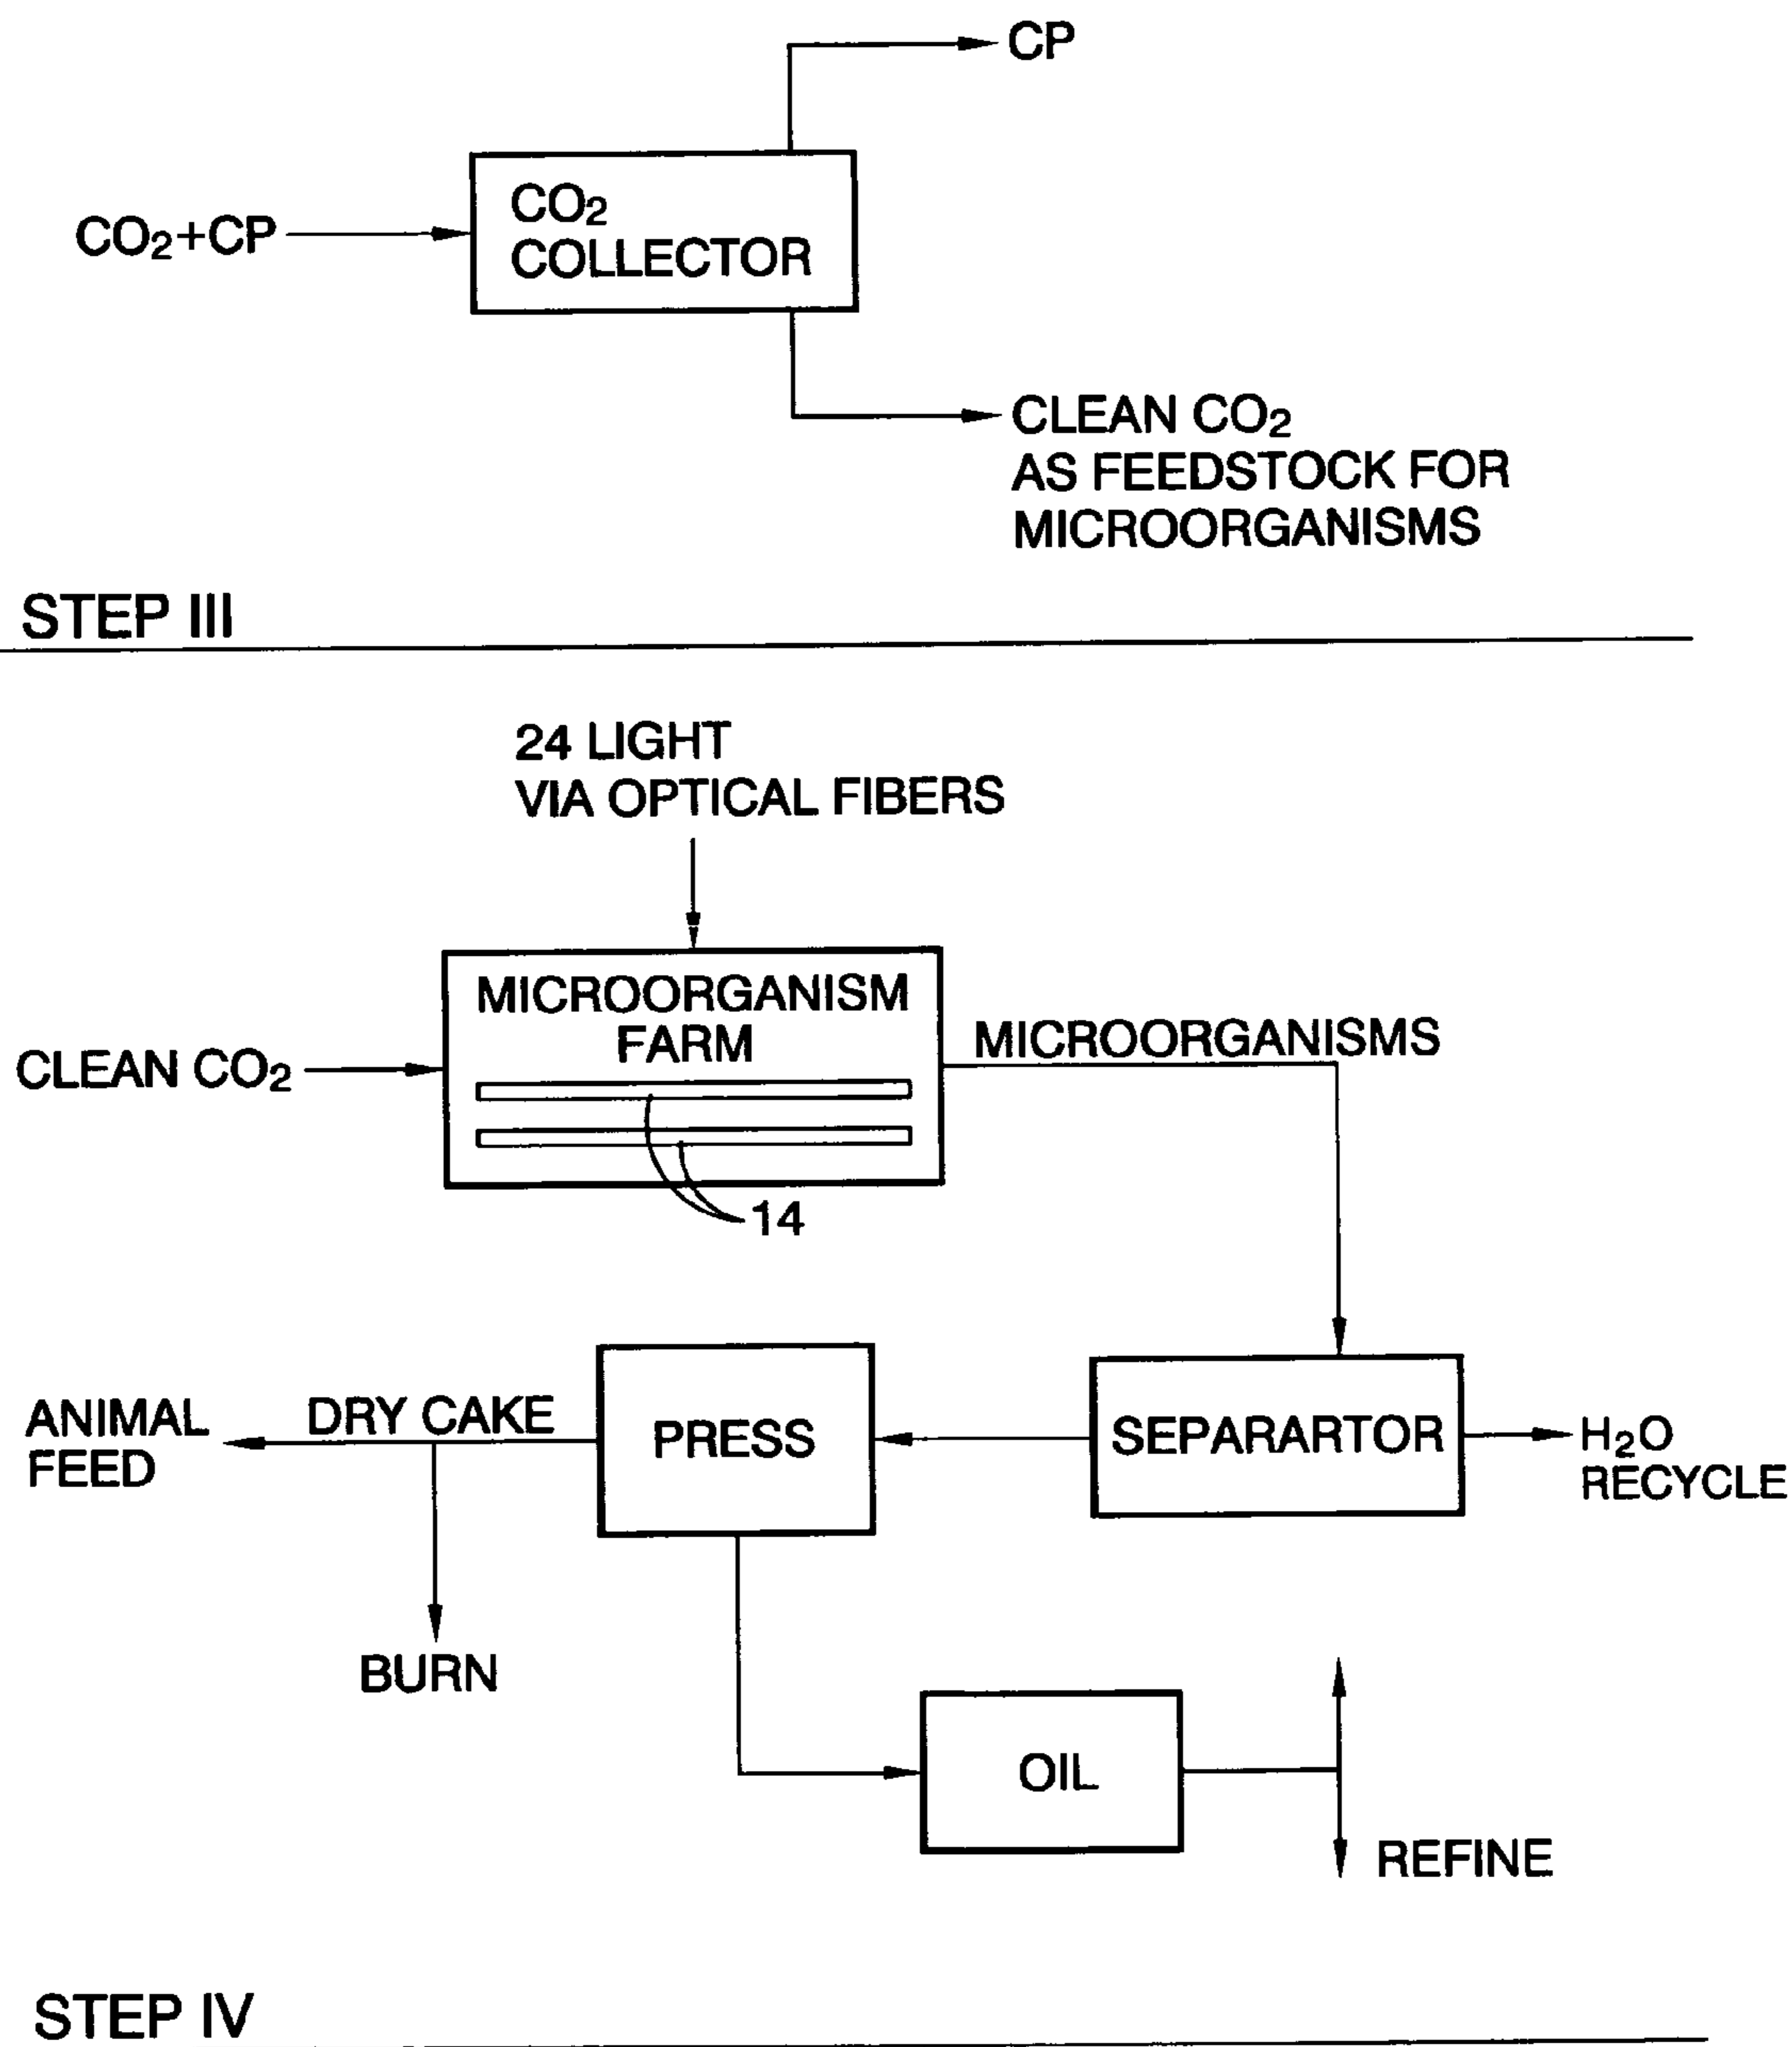 CP
CO₂+CP
CO₂
COLLECTOR
CLEAN CO₂
AS FEEDSTOCK FOR
MICROORGANISMS
STEP III
24 LIGHT
VIA OPTICAL FIBERS
MICROORGANISM
FARM
MICROORGANISMS
CLEAN CO₂
14
ANIMAL
FEED
DRY CAKE
PRESS
SEPARARTOR
H₂O
RECYCLE
BURN
OIL
REFINE
STEP IV